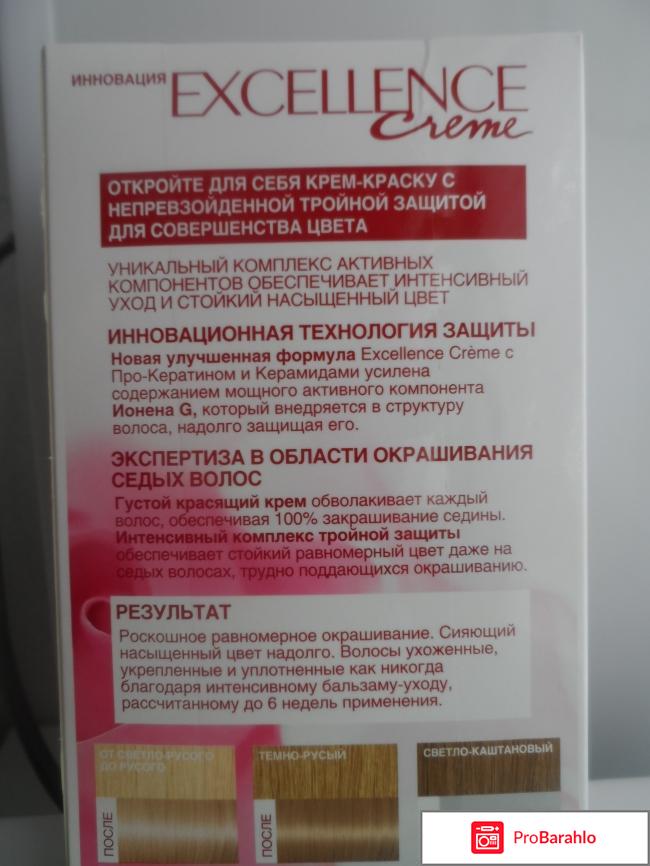 ИННОВАЦИЯ EXCELLENCE
Creme
ОТКРОЙТЕ ДЛЯ СЕБЯ КРЕМ-КРАСКУ С
НЕПРЕВЗОЙДЕННОЙ ТРОЙНОЙ ЗАЩИТОЙ
ДЛЯ СОВЕРШЕНСТВА ЦВЕТА
УНИКАЛЬНЫЙ КОМПЛЕКС АКТИВНЫХ
КОМПОНЕНТОВ ОБЕСПЕЧИВАЕТ ИНТЕНСИВНЫЙ
УХОД И СТОЙКИЙ НАСЫЩЕННЫЙ ЦВЕТ
ИННОВАЦИОННАЯ ТЕХНОЛОГИЯ ЗАЩИТЫ
Новая улучшенная формула Excellence Crème с
Про-Кератином и Керамидами усилена
содержанием мощного активного компонента
Ионена G, который внедряется в структуру
волоса, надолго защищая его.
ЭКСПЕРТИЗА В ОБЛАСТИ ОКРАШИВАНИЯ
СЕДЫХ ВОЛОС
Густой красящий крем обволакивает каждый
волос, обеспечивая 100% закрашивание седины.
Интенсивный комплекс тройной защиты
обеспечивает стойкий равномерный цвет даже на
седых волосах, трудно поддающихся окрашиванию.
РЕЗУЛЬТАТ
Роскошное равномерное окрашивание. Сияющий
насыщенный цвет надолго. Волосы ухоженные,
укрепленные и уплотненные как никогда
благодаря интенсивному бальзаму-уходу,
рассчитанному до 6 недель применения.
ОТ СВЕТЛО-РУСОГО
ДО РУСОГО
ТЕМНО-РУСЫЙ
СВЕТЛО-КАШТАНОВЫЙ
ПОСЛЕ
ПОСЛЕ
ProBarahlo